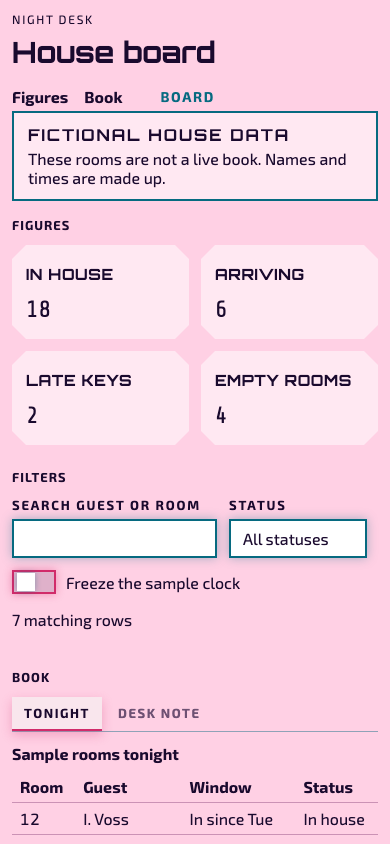 NIGHT DESK
House board
Figures Book BOARD
FICTIONAL HOUSE DATA
These rooms are not a live book. Names and
times are made up.
FIGURES
IN HOUSE
18
ARRIVING
6
LATE KEYS
2
EMPTY ROOMS
4
FILTERS
SEARCH GUEST OR ROOM
STATUS
All statuses
Freeze the sample clock
7 matching rows
BOOK
TONIGHT DESK NOTE
Sample rooms tonight
Room Guest Window Status
12 I. Voss In since Tue In house